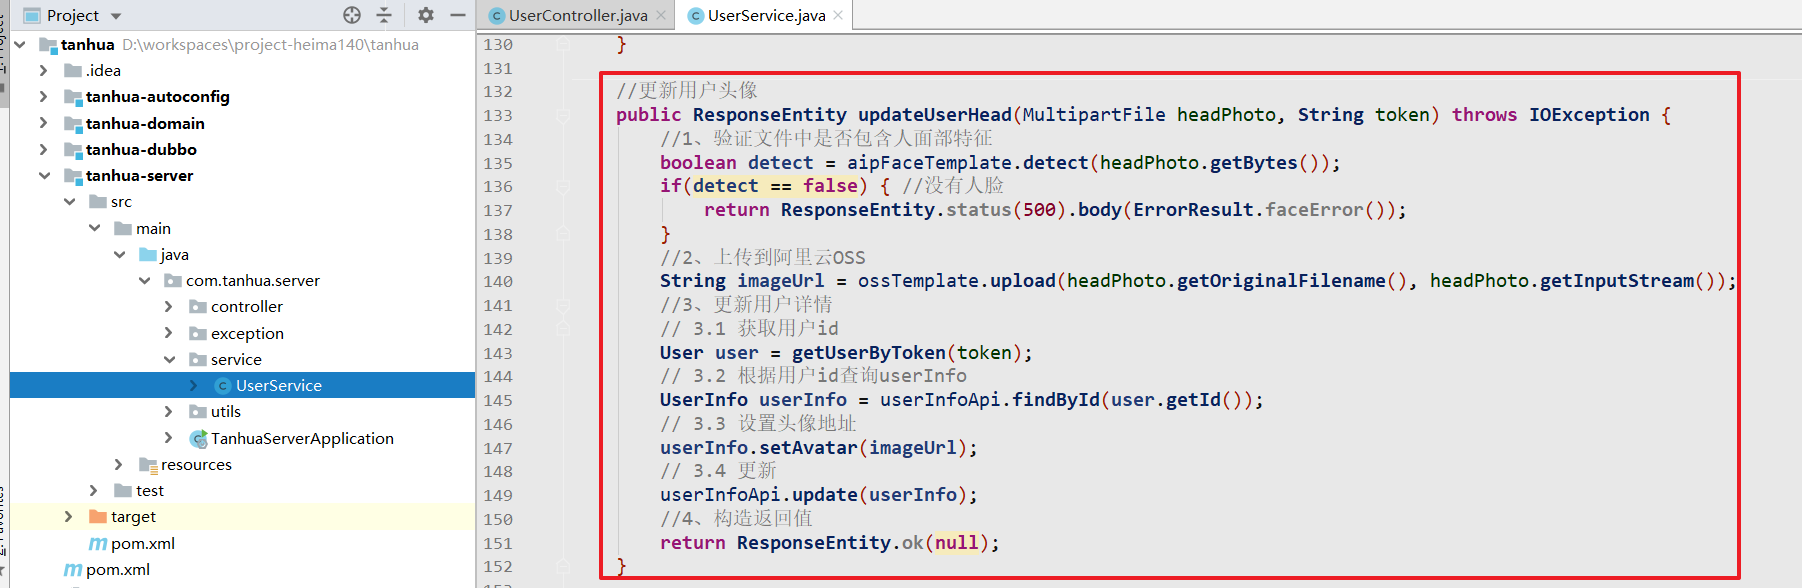 Project
tanhua D:\workspaces\project-heima140\tanhua
.idea
tanhua-autoconfig
tanhua-domain
tanhua-dubbo
tanhua-server
src
main
java
com.tanhua.server
controller
exception
service
UserService
utils
TanhuaServerApplication
resources
test
target
pom.xml
pom.xml
UserController.java
UserService.java
130 }
131
132 //更新用户头像
133 public ResponseEntity updateUserHead(MultipartFile headPhoto, String token) throws IOException {
134 //1、验证文件中是否包含人面部特征
135 boolean detect = aipFaceTemplate.detect(headPhoto.getBytes());
136 if(detect == false) { //没有人脸
137 return ResponseEntity.status(500).body(ErrorResult.faceError());
138 }
139 //2、上传到阿里云OSS
140 String imageUrl = ossTemplate.upload(headPhoto.getOriginalFilename(), headPhoto.getInputStream());
141 //3、更新用户详情
142 // 3.1 获取用户id
143 User user = getUserByToken(token);
144 // 3.2 根据用户id查询userInfo
145 UserInfo userInfo = userInfoApi.findById(user.getId());
146 // 3.3 设置头像地址
147 userInfo.setAvatar(imageUrl);
148 // 3.4 更新
149 userInfoApi.update(userInfo);
150 //4、构造返回值
151 return ResponseEntity.ok(null);
152 }